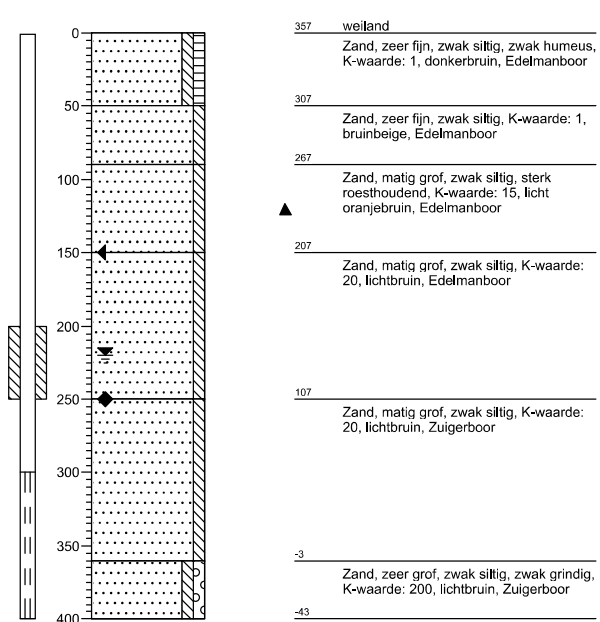 0
50
100
150
200
250
300
350
400
357 weiland
Zand, zeer fijn, zwak siltig, zwak humeus,
K-waarde: 1, donkerbruin, Edelmanboor
307
Zand, zeer fijn, zwak siltig, K-waarde: 1,
bruinbeige, Edelmanboor
267
Zand, matig grof, zwak siltig, sterk
roesthoudend, K-waarde: 15, licht
oranjebruin, Edelmanboor
207
Zand, matig grof, zwak siltig, K-waarde:
20, lichtbruin, Edelmanboor
107
Zand, matig grof, zwak siltig, K-waarde:
20, lichtbruin, Zuigerboor
-3
Zand, zeer grof, zwak siltig, zwak grindig,
K-waarde: 200, lichtbruin, Zuigerboor
-43